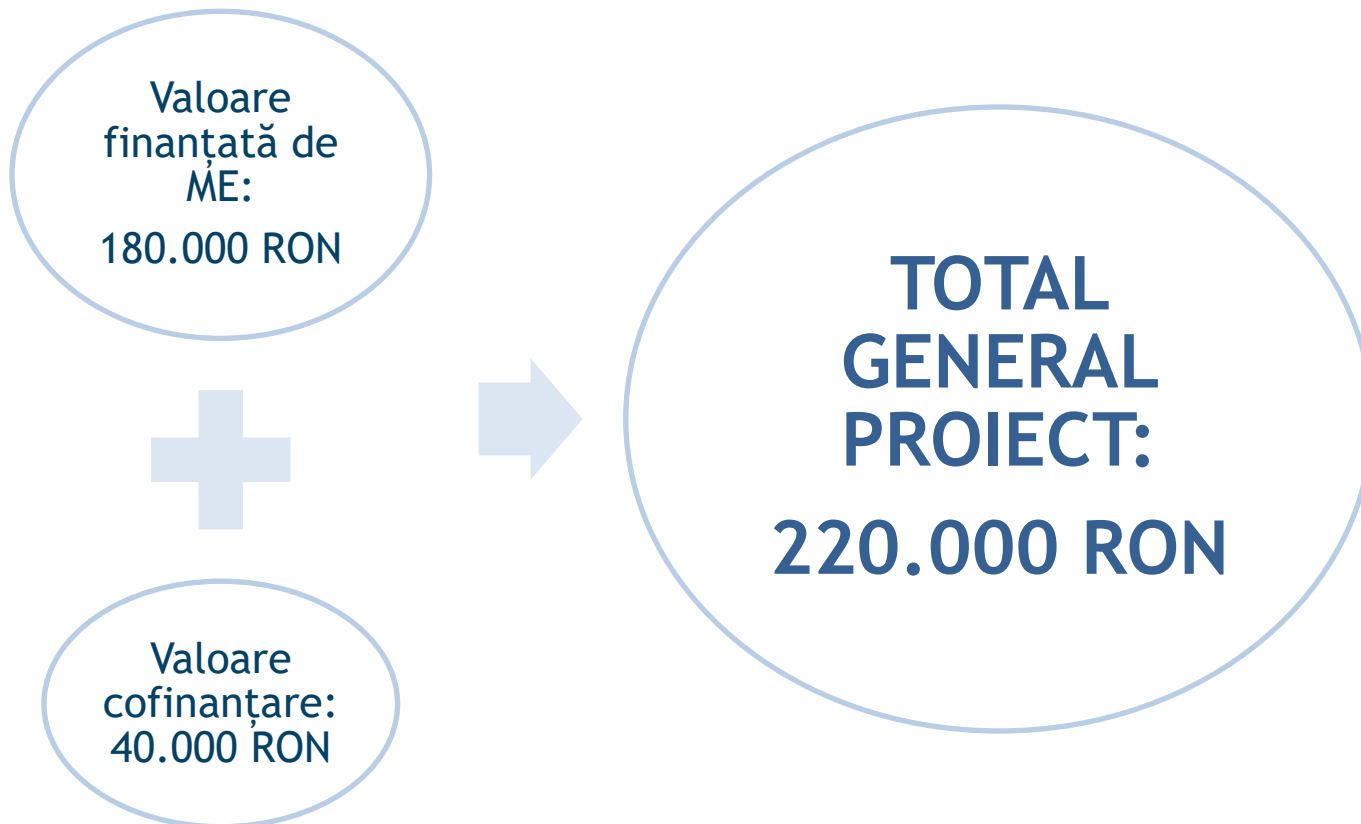 Valoare
finanțată de
ME:
180.000 RON
Valoare
cofinanțare:
40.000 RON
TOTAL
GENERAL
PROIECT:
220.000 RON